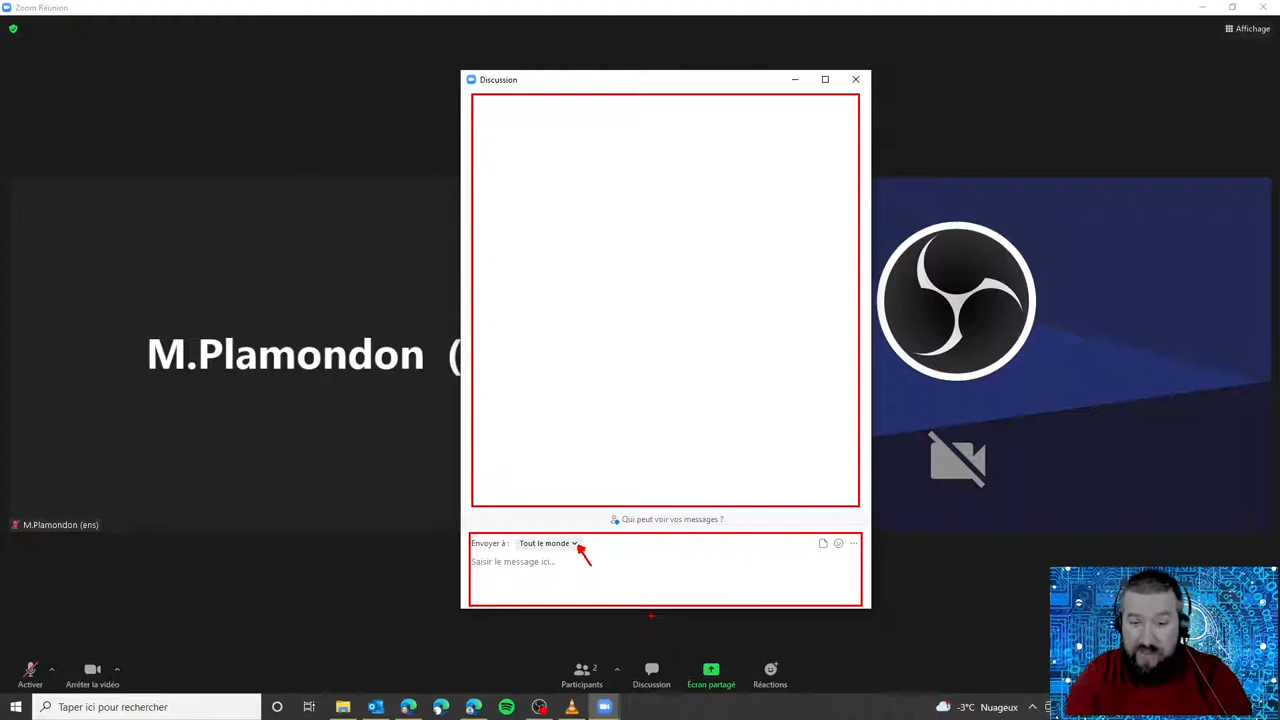 Zoom Réunion
Affichage
Discussion
M.Plamondon (
M.Plamondon (ens)
Qui peut voir vos messages ?
Envoyer à : Tout le monde
Saisir le message ici...
Activer
Arrêter la vidéo
2
Participants
Discussion
Écran partagé
Réactions
Taper ici pour rechercher
-3°C Nuageux